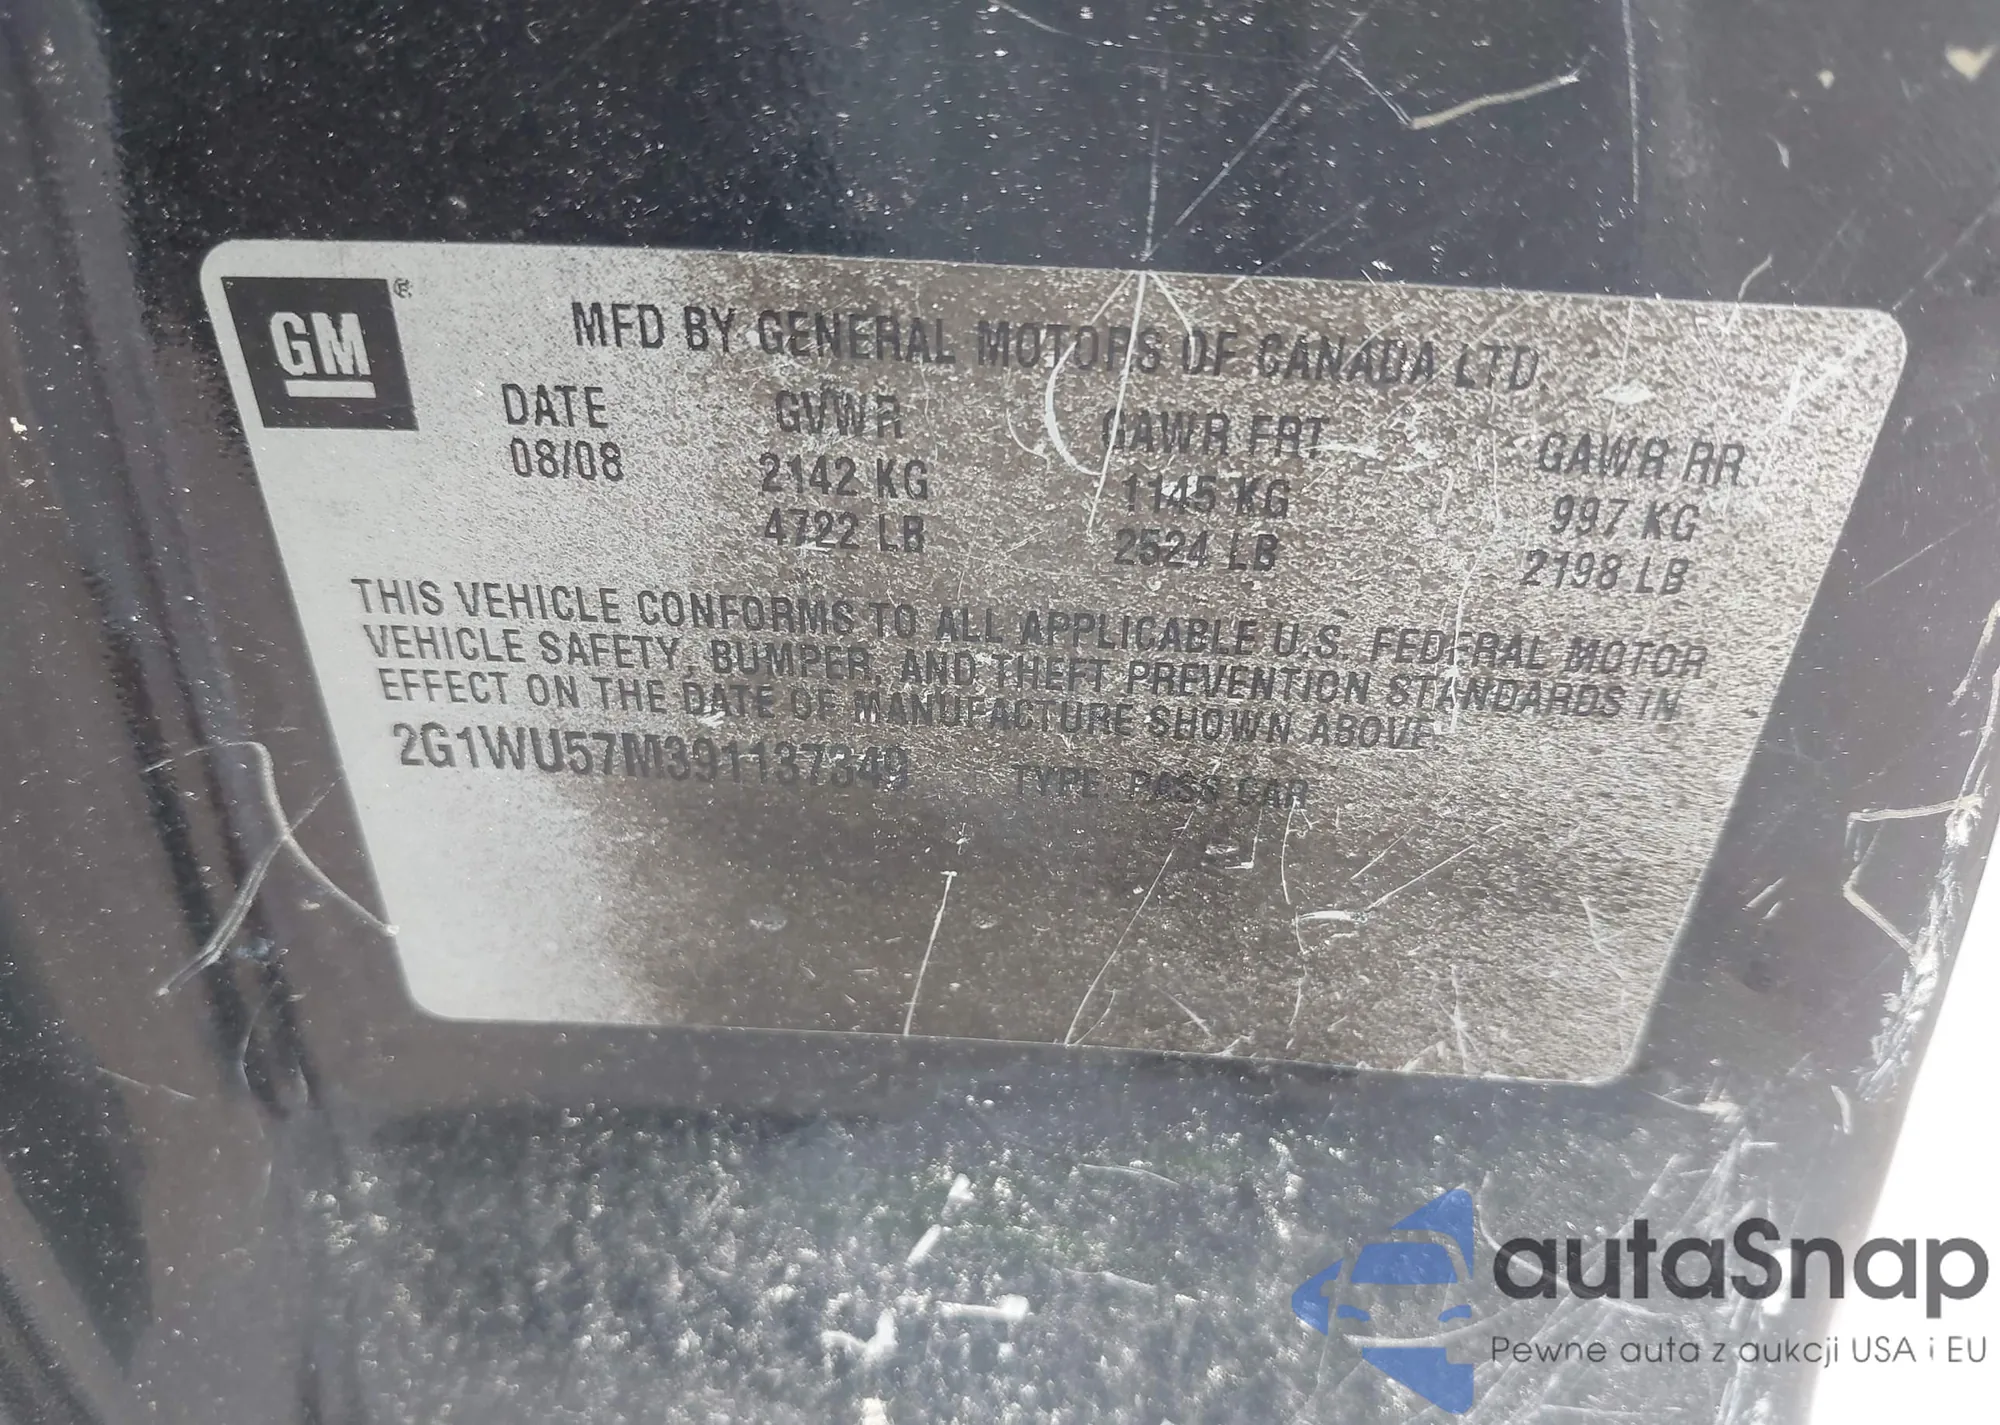 GM
MFD BY GENERAL MOTORS OF CANADA LTD.
DATE GVWR GAWR FRT GAWR RR
08/08 2142 KG 1145 KG 997 KG
4722 LB 2524 LB 2198 LB
THIS VEHICLE CONFORMS TO ALL APPLICABLE U.S. FEDERAL MOTOR
VEHICLE SAFETY, BUMPER, AND THEFT PREVENTION STANDARDS IN
EFFECT ON THE DATE OF MANUFACTURE SHOWN ABOVE.
2G1WU57M391137349 TYPE: PASS CAR
autaSnap
Pewne auta z aukcji USA i EU